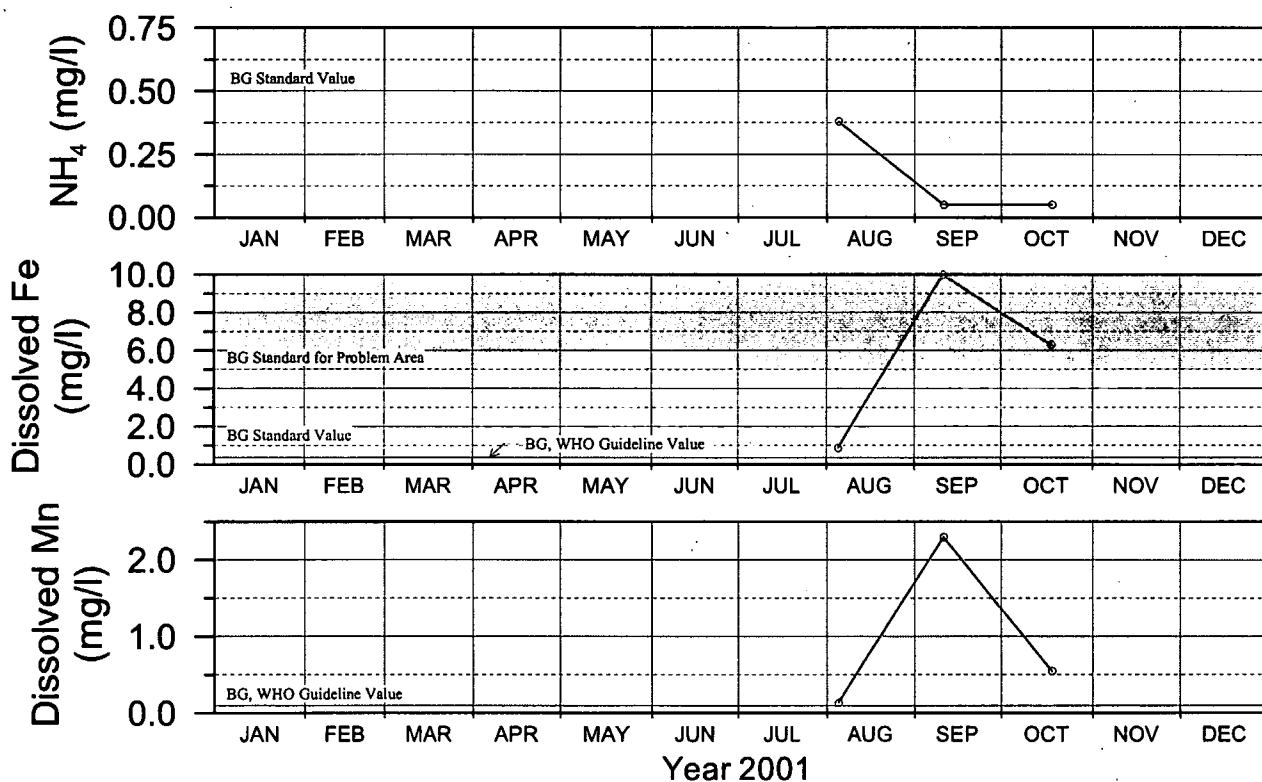 NH₄ (mg/l)
0.75
0.50
0.25
0.00
BG Standard Value
JAN FEB MAR APR MAY JUN JUL AUG SEP OCT NOV DEC
Dissolved Fe
(mg/l)
10.0
8.0
6.0
4.0
2.0
0.0
BG Standard for Problem Area
BG Standard Value
BG, WHO Guideline Value
JAN FEB MAR APR MAY JUN JUL AUG SEP OCT NOV DEC
Dissolved Mn
(mg/l)
2.0
1.0
0.0
BG, WHO Guideline Value
JAN FEB MAR APR MAY JUN JUL AUG SEP OCT NOV DEC
Year 2001